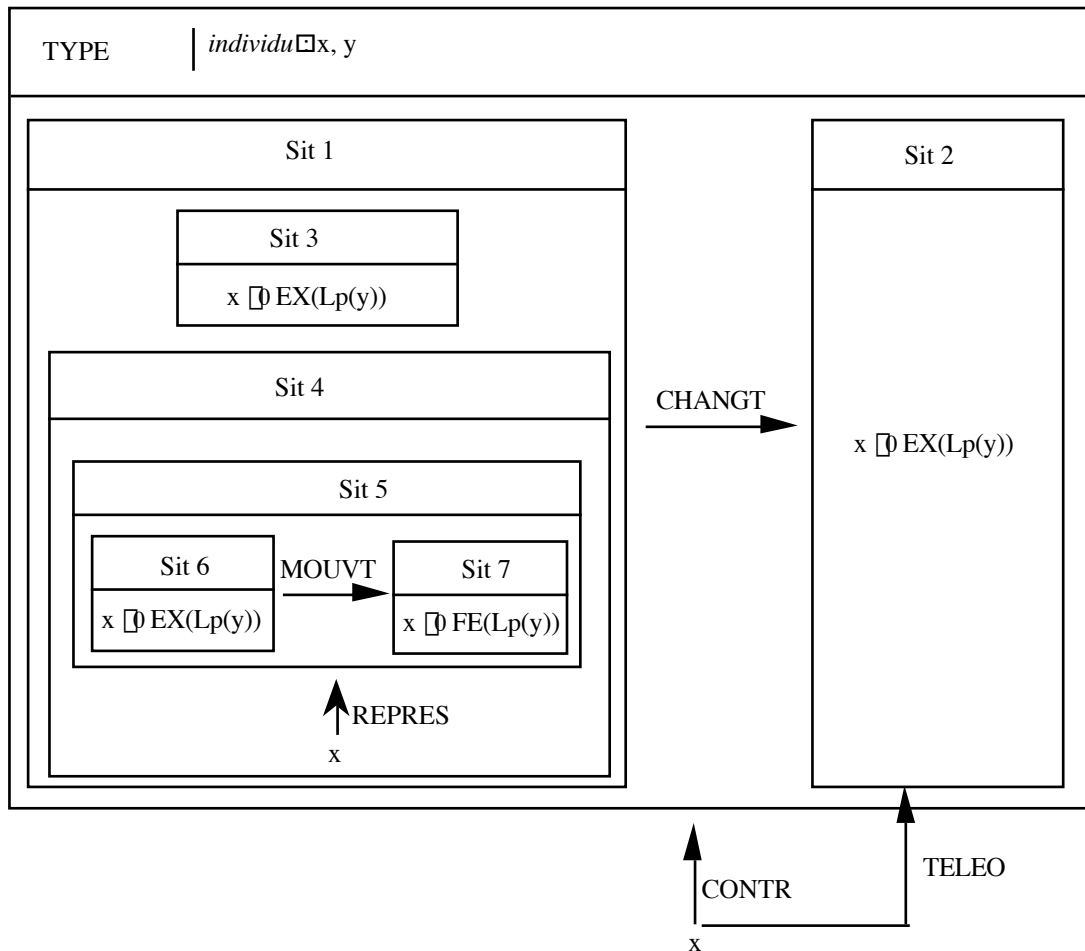 TYPE
individu⊡x, y
Sit 1
Sit 2
Sit 3
x 0 EX(Lp(y))
Sit 4
CHANGT
x 0 EX(Lp(y))
Sit 5
Sit 6
MOUVT
Sit 7
x 0 EX(Lp(y))
x 0 FE(Lp(y))
REPRES
x
TELEO
CONTR
x